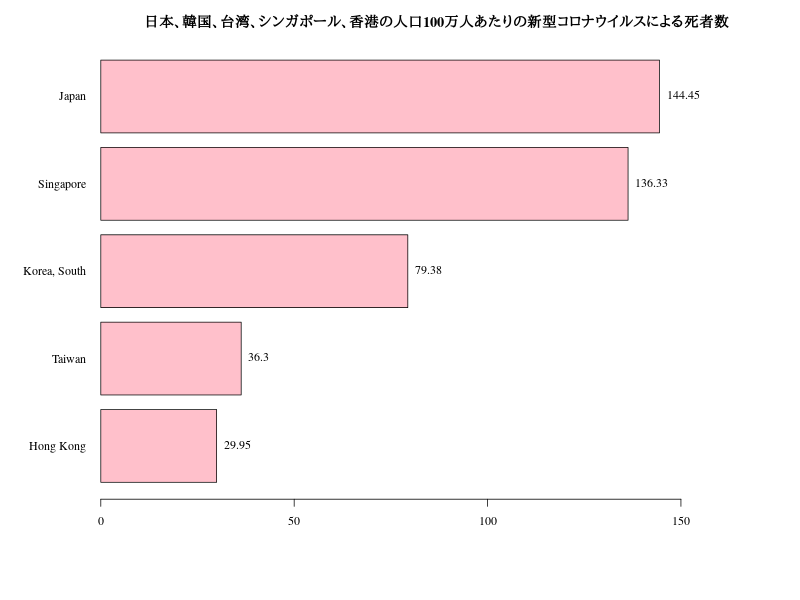 日本、韓国、台湾、シンガポール、香港の人口100万人あたりの新型コロナウイルスによる死者数
Japan 144.45
Singapore 136.33
Korea, South 79.38
Taiwan 36.3
Hong Kong 29.95
0 50 100 150